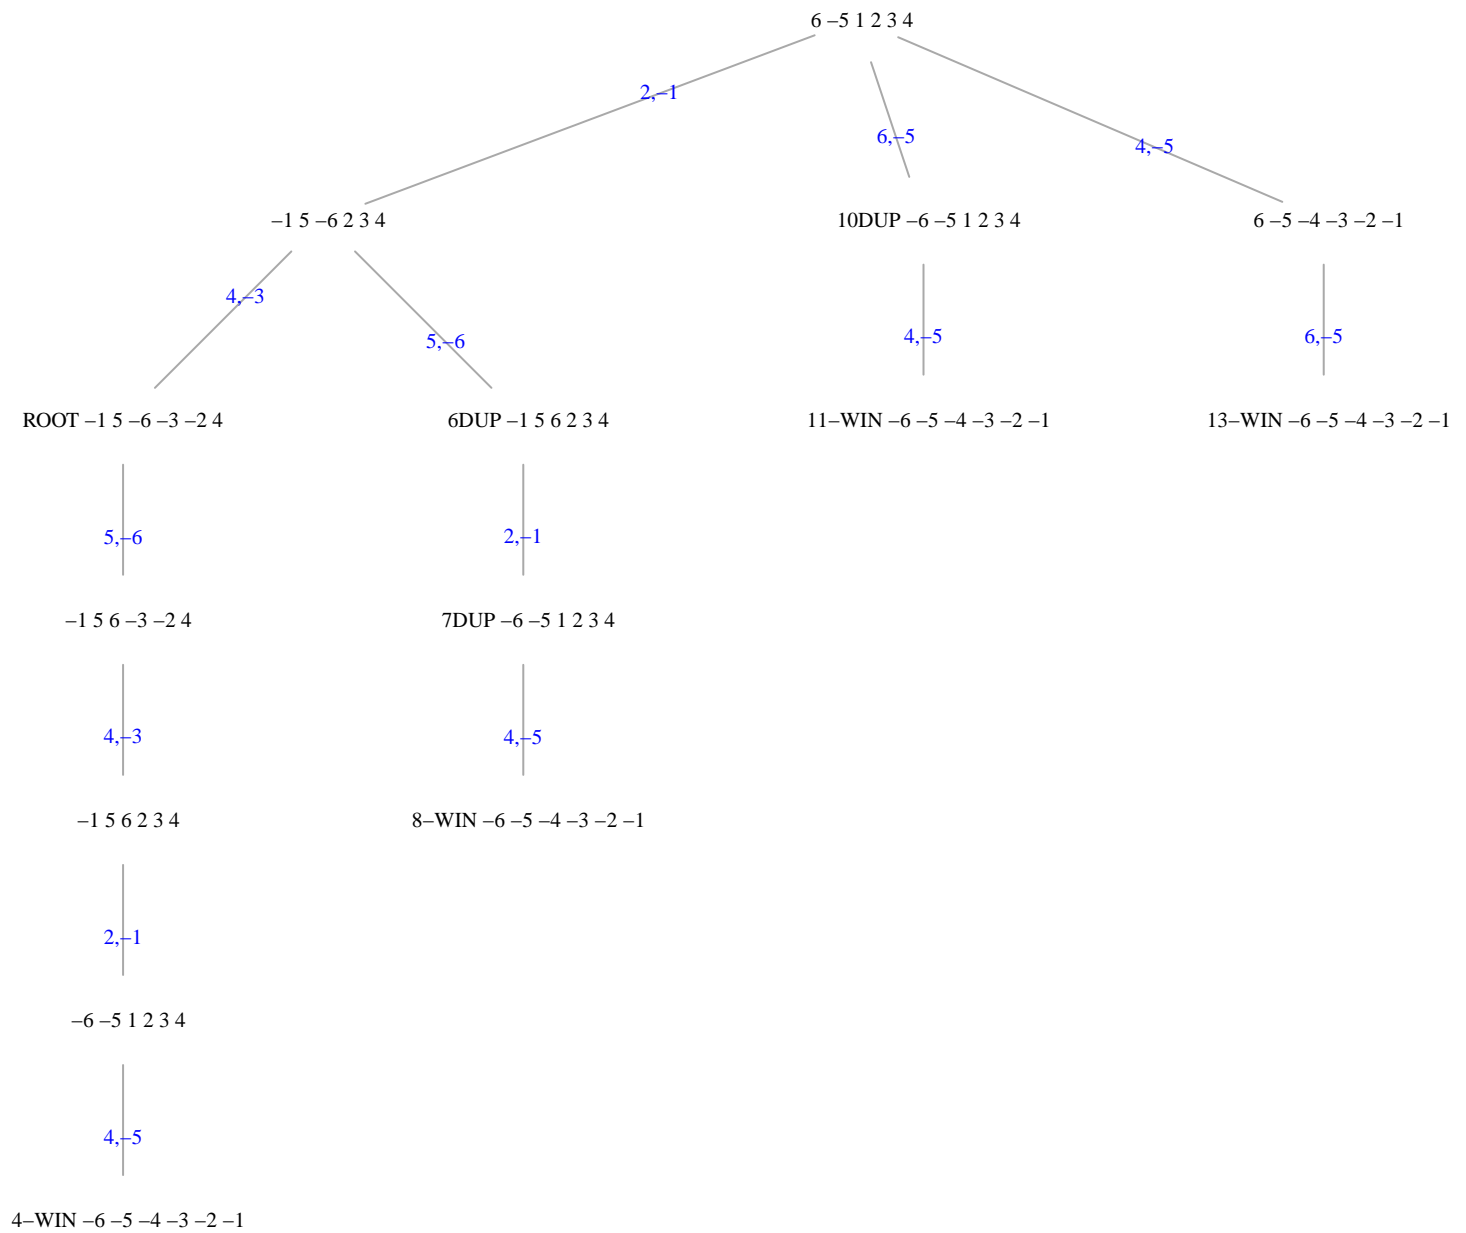 6 –5 1 2 3 4
2,–1
6,–5
4,–5
–1 5 –6 2 3 4
10DUP –6 –5 1 2 3 4
6 –5 –4 –3 –2 –1
4,–3
5,–6
4,–5
6,–5
ROOT –1 5 –6 –3 –2 4
6DUP –1 5 6 2 3 4
11–WIN –6 –5 –4 –3 –2 –1
13–WIN –6 –5 –4 –3 –2 –1
5,–6
2,–1
–1 5 6 –3 –2 4
7DUP –6 –5 1 2 3 4
4,–3
4,–5
–1 5 6 2 3 4
8–WIN –6 –5 –4 –3 –2 –1
2,–1
–6 –5 1 2 3 4
4,–5
4–WIN –6 –5 –4 –3 –2 –1